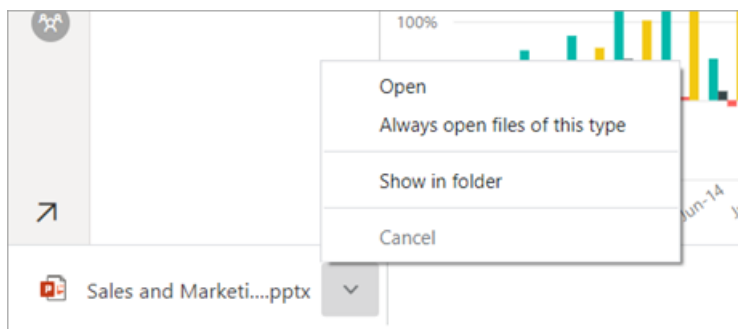 100%
Open
Always open files of this type
Show in folder
Jun-14
Cancel
Sales and Marketi....pptx